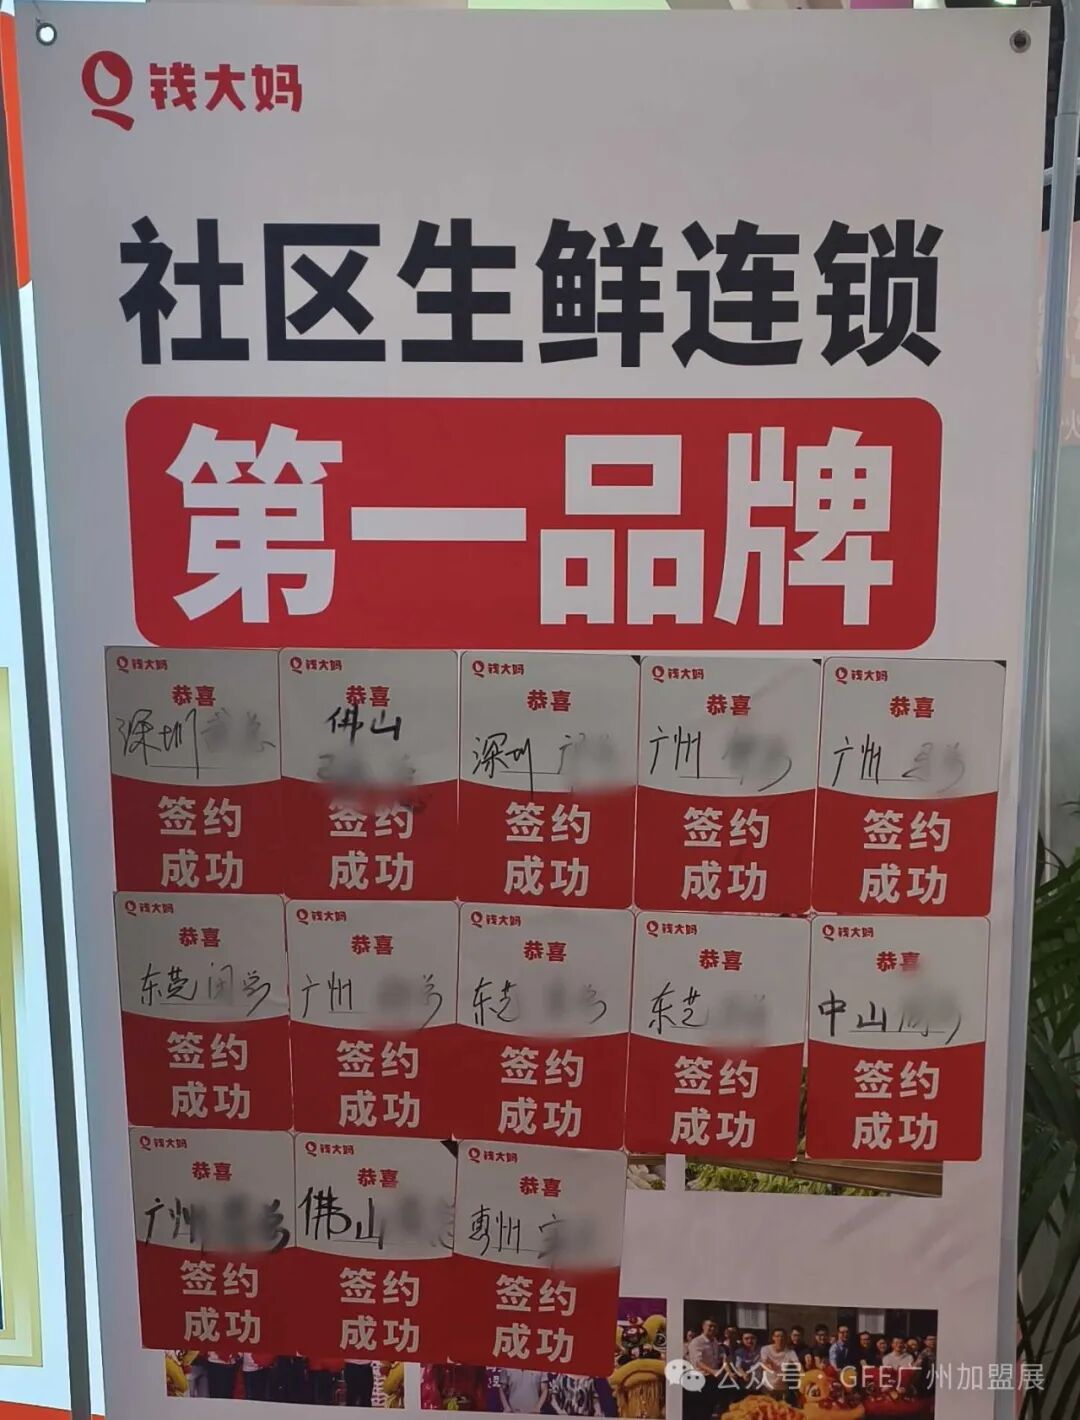 钱大妈
社区生鲜连锁
第一品牌
钱大妈
恭喜
深圳
签约
成功
钱大妈
恭喜
佛山
签约
成功
钱大妈
恭喜
深圳
签约
成功
钱大妈
恭喜
广州
签约
成功
钱大妈
恭喜
广州
签约
成功
钱大妈
恭喜
东莞 闵总
签约
成功
钱大妈
恭喜
广州 总
签约
成功
钱大妈
恭喜
东芝
签约
成功
钱大妈
恭喜
东芝
签约
成功
钱大妈
恭喜
中山
签约
成功
钱大妈
恭喜
广州
签约
成功
钱大妈
恭喜
佛山
签约
成功
钱大妈
恭喜
惠州
签约
成功
公众号·GFE广州加盟展